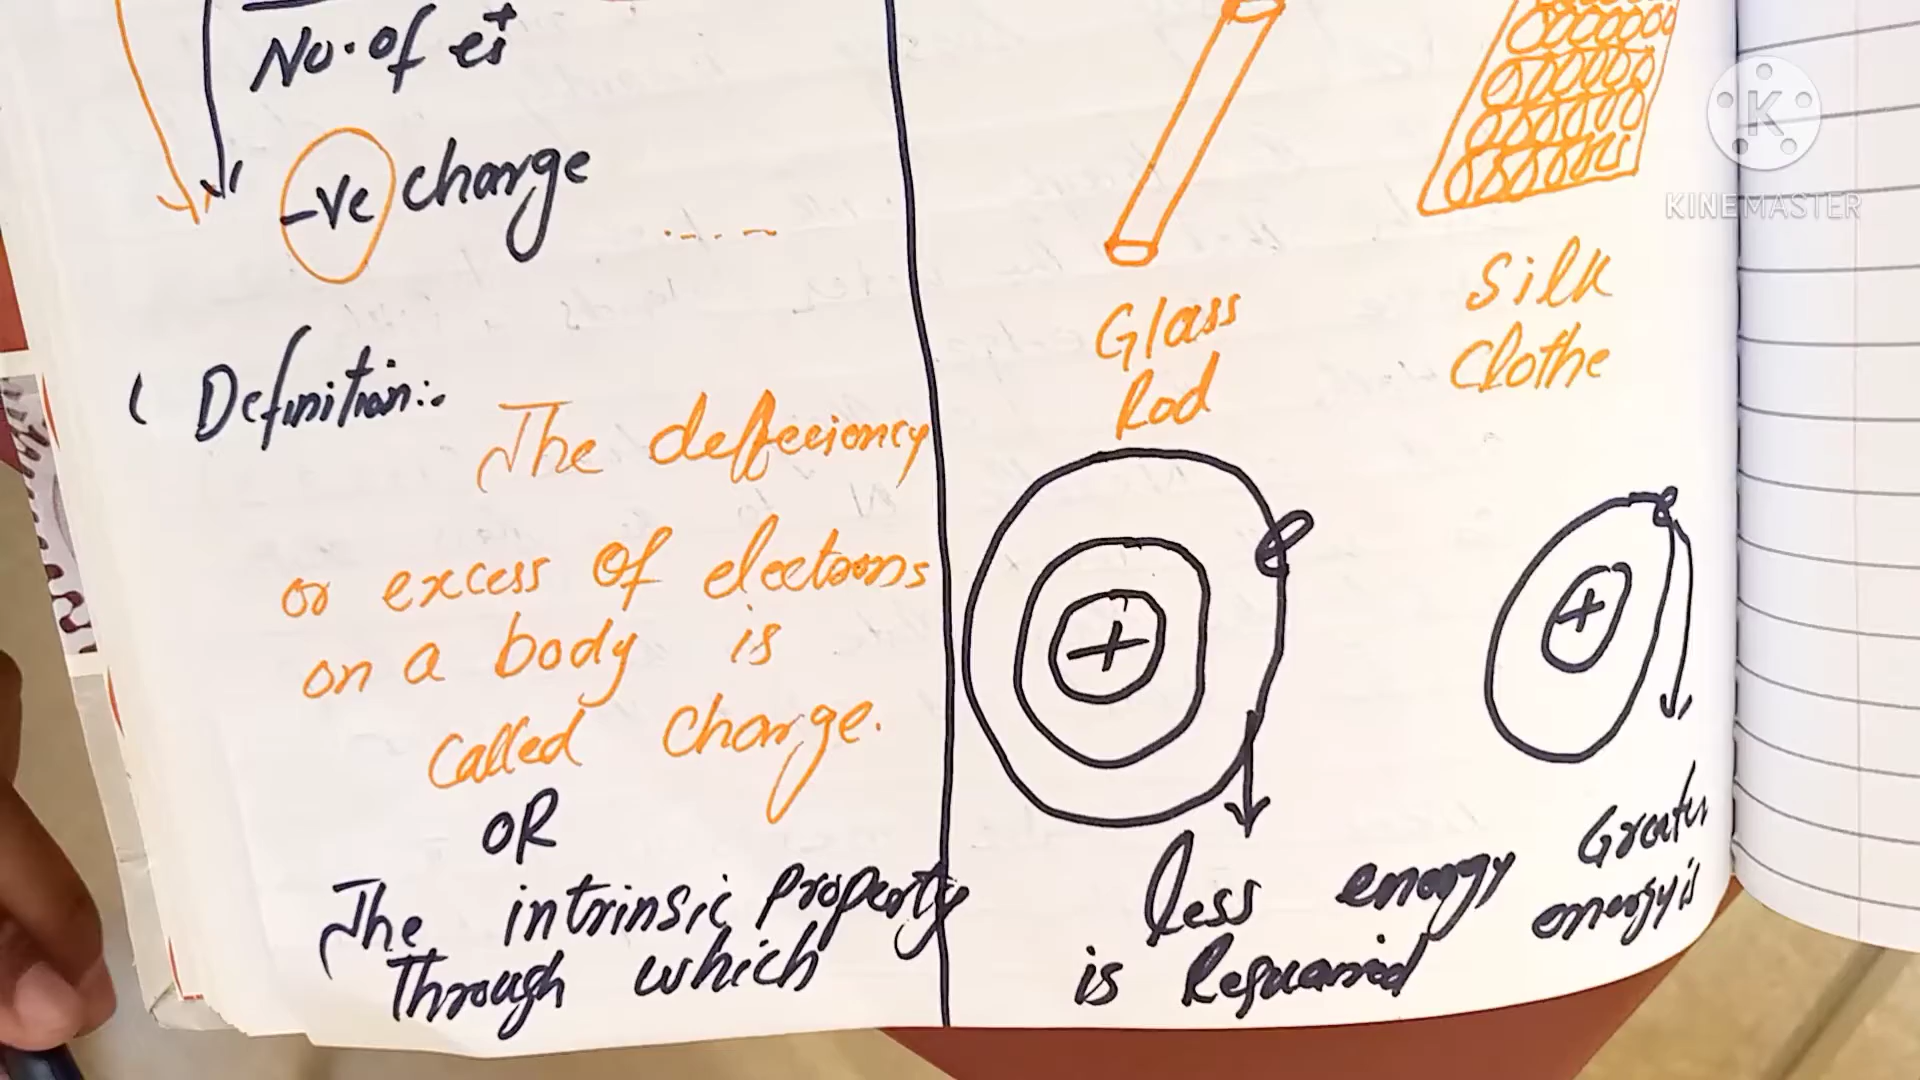 No. of es
-ve charge
Definition:-
The deffeciency
or excess of electrons
on a body is
called charge.
OR
The intrinsic property
through which
Glass
Rod
Silk
Clothe
less energy
is Requaried
Greater
energy is
K
KINEMASTER